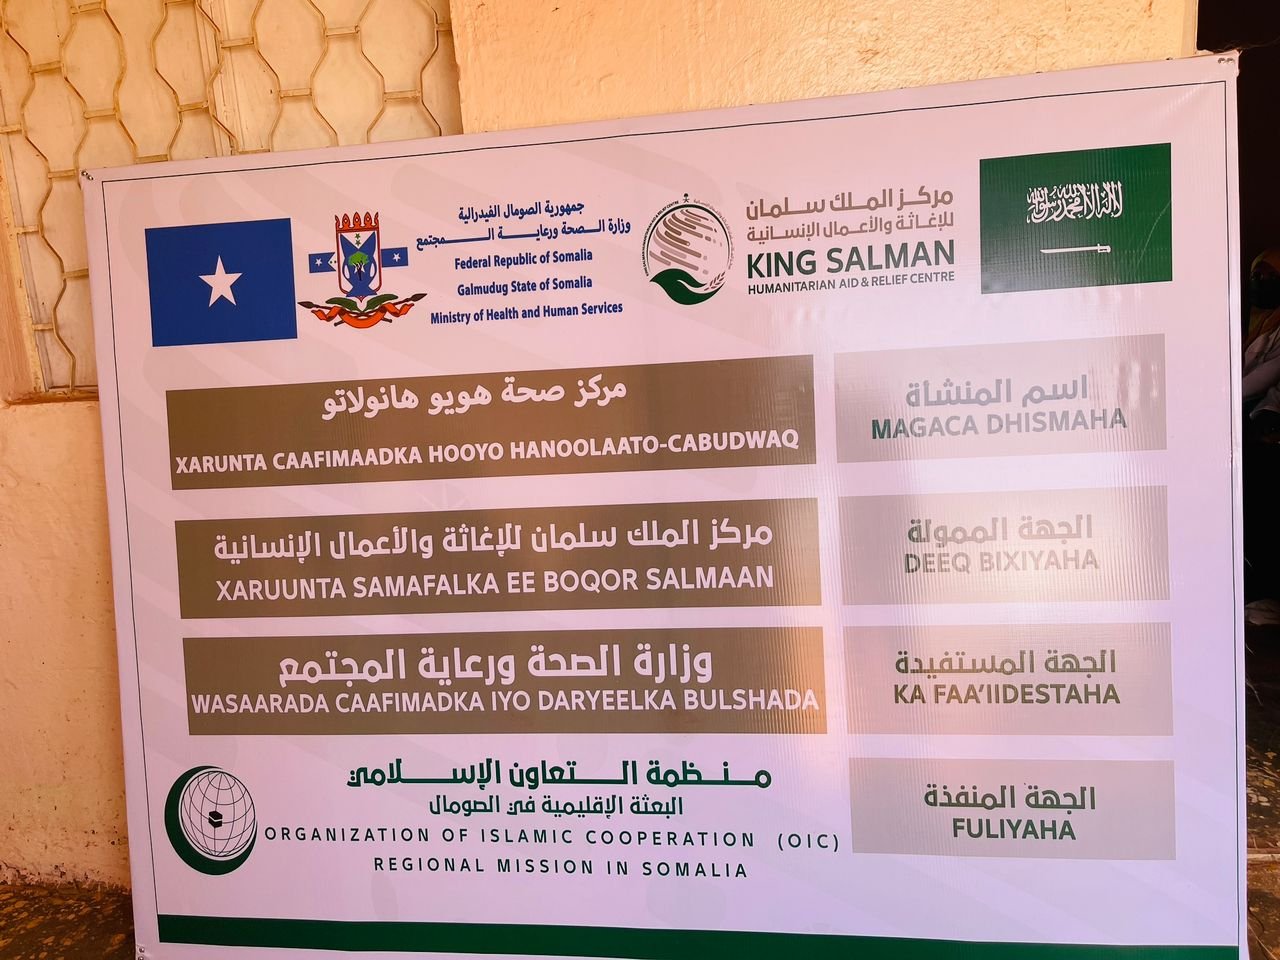 جمهورية الصومال الفيدرالية
وزارة الصحة ورعاية المجتمع
Federal Republic of Somalia
Galmudug State of Somalia
Ministry of Health and Human Services
مركز الملك سلمان
للإغاثة والأعمال الإنسانية
KING SALMAN
HUMANITARIAN AID & RELIEF CENTRE
لا إله إلا الله محمد رسول الله
اسم المنشأة
MAGACA DHISMAHA
مركز صحة هويو هانولاتو
XARUNTA CAAFIMAADKA HOOYO HANOOLAATO-CABUDWAQ
الجهة الممولة
DEEQ BIXIYAHA
مركز الملك سلمان للإغاثة والأعمال الإنسانية
XARUUNTA SAMAFALKA EE BOQOR SALMAAN
الجهة المستفيدة
KA FAA'IIDESTAHA
وزارة الصحة ورعاية المجتمع
WASAARADA CAAFIMADKA IYO DARYEELKA BULSHADA
الجهة المنفذة
FULIYAHA
منظمة التعاون الإسلامي
البعثة الإقليمية في الصومال
ORGANIZATION OF ISLAMIC COOPERATION (OIC)
REGIONAL MISSION IN SOMALIA